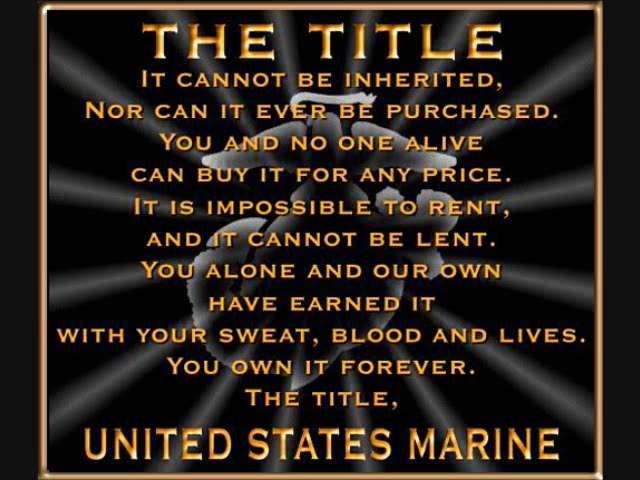 THE TITLE
IT CANNOT BE INHERITED,
NOR CAN IT EVER BE PURCHASED.
YOU AND NO ONE ALIVE
CAN BUY IT FOR ANY PRICE.
IT IS IMPOSSIBLE TO RENT,
AND IT CANNOT BE LENT.
YOU ALONE AND OUR OWN
HAVE EARNED IT
WITH YOUR SWEAT, BLOOD AND LIVES.
YOU OWN IT FOREVER.
THE TITLE,
UNITED STATES MARINE